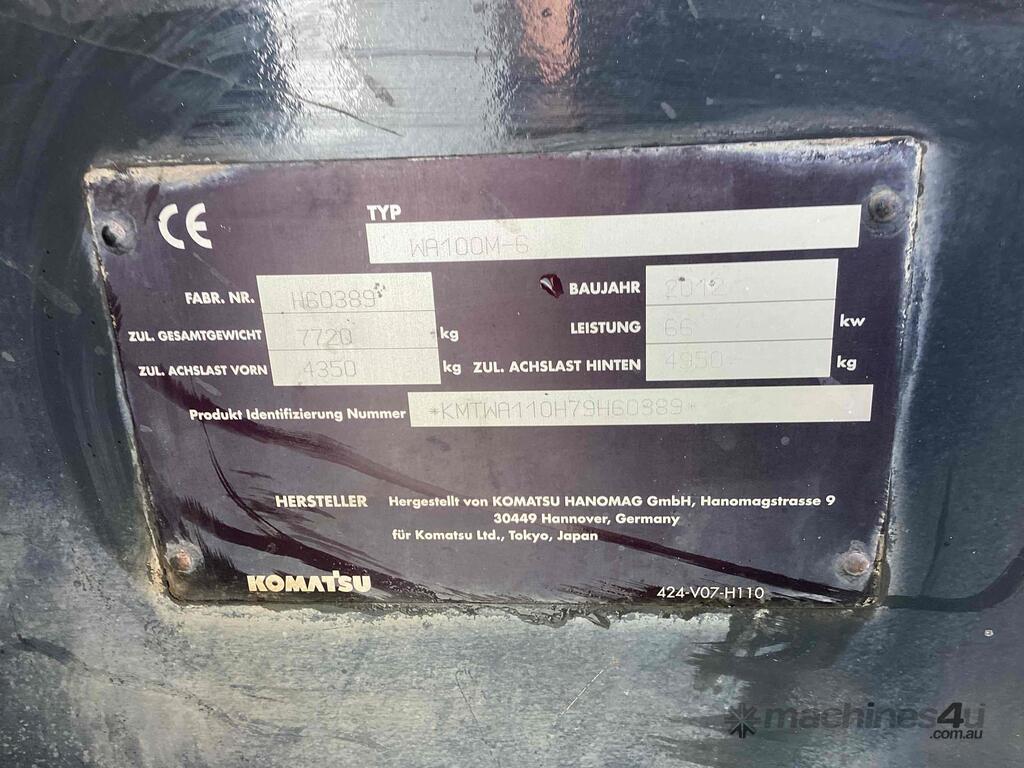 CE
TYP WA100M-6
FABR. NR. H60389 BAUJAHR 2012
ZUL. GESAMTGEWICHT 7720 kg LEISTUNG 66 kw
ZUL. ACHSLAST VORN 4350 kg ZUL. ACHSLAST HINTEN 4950 kg
Produkt Identifizierung Nummer *KMTWA110H79H60389*
HERSTELLER Hergestellt von KOMATSU HANOMAG GmbH, Hanomagstrasse 9
30449 Hannover, Germany
für Komatsu Ltd., Tokyo, Japan
KOMATSU 424-V07-H110
machines4u
.com.au